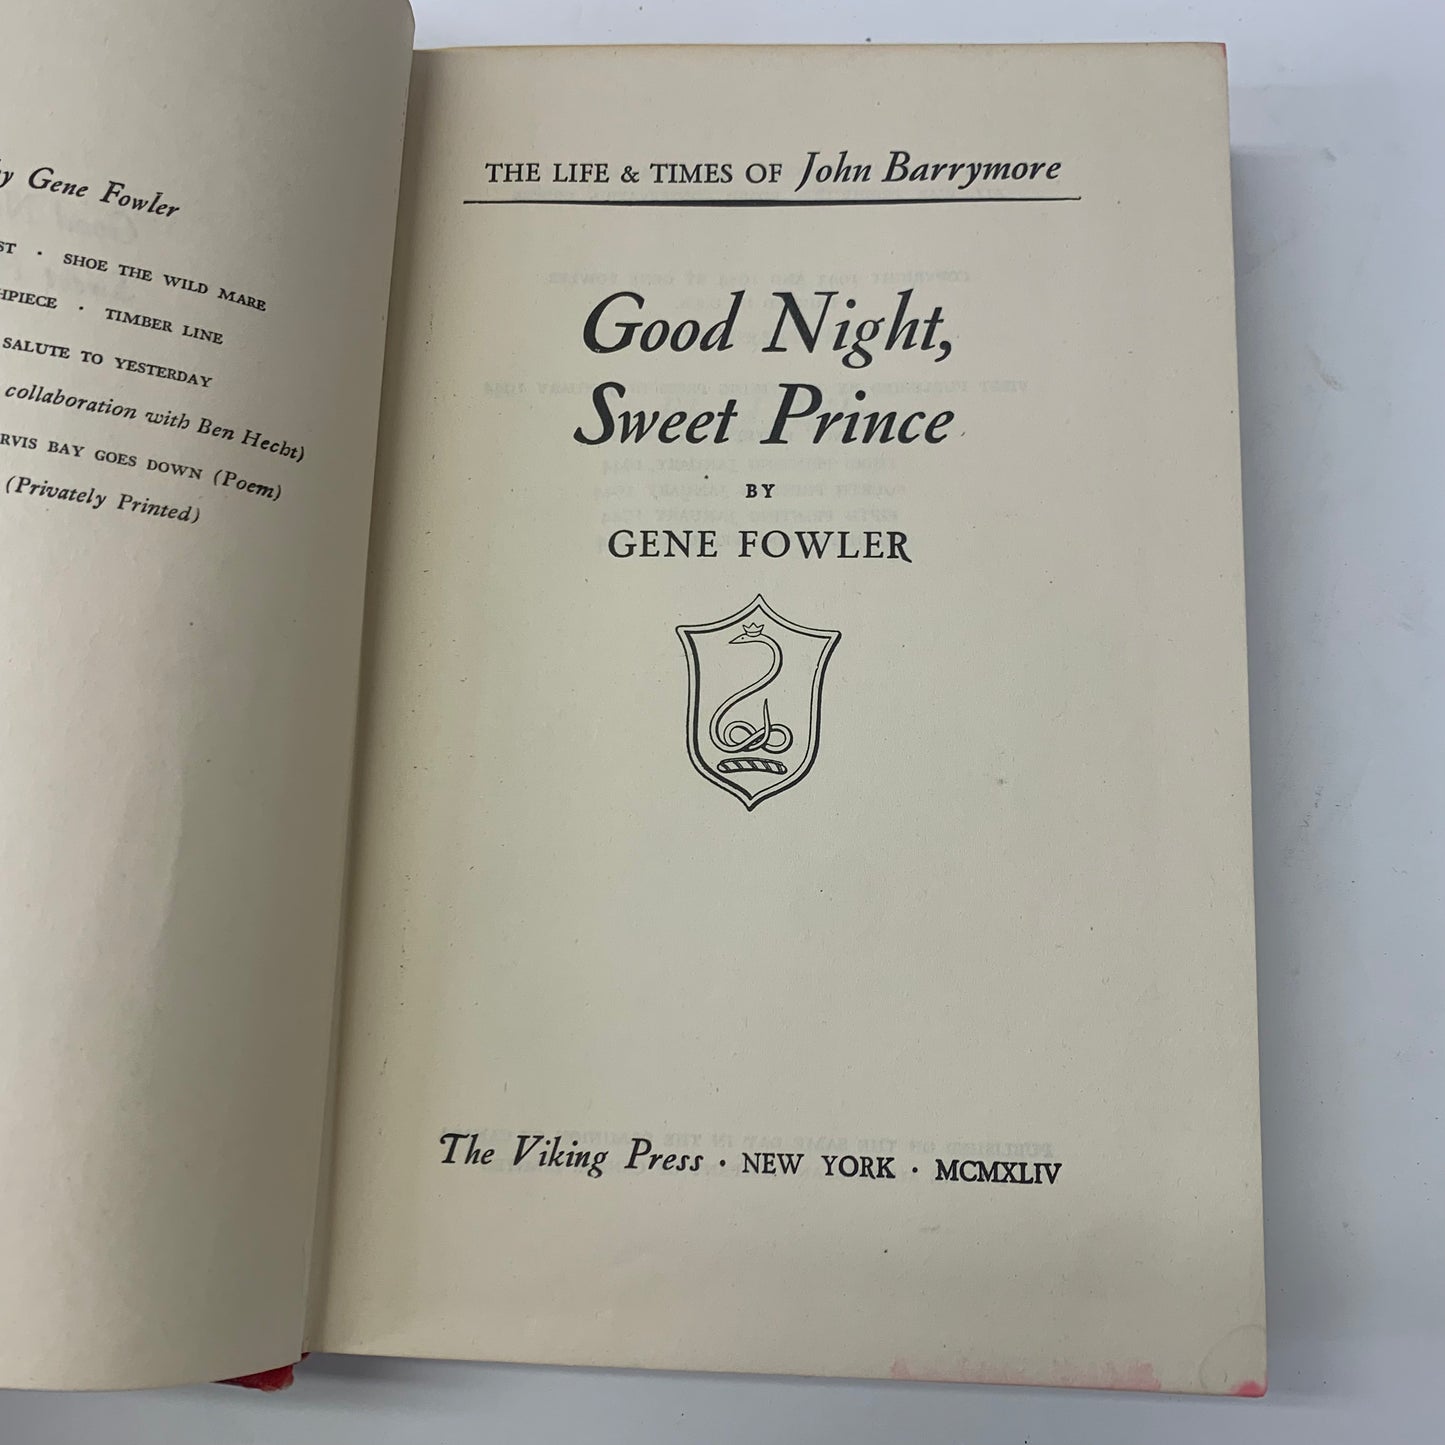 y Gene Fowler
ST · SHOE THE WILD MARE
HPIECE · TIMBER LINE
SALUTE TO YESTERDAY
collaboration with Ben Hecht)
RVIS BAY GOES DOWN (Poem)
(Privately Printed)
THE LIFE & TIMES OF John Barrymore
Good Night,
Sweet Prince
BY
GENE FOWLER
The Viking Press · NEW YORK · MCMXLIV